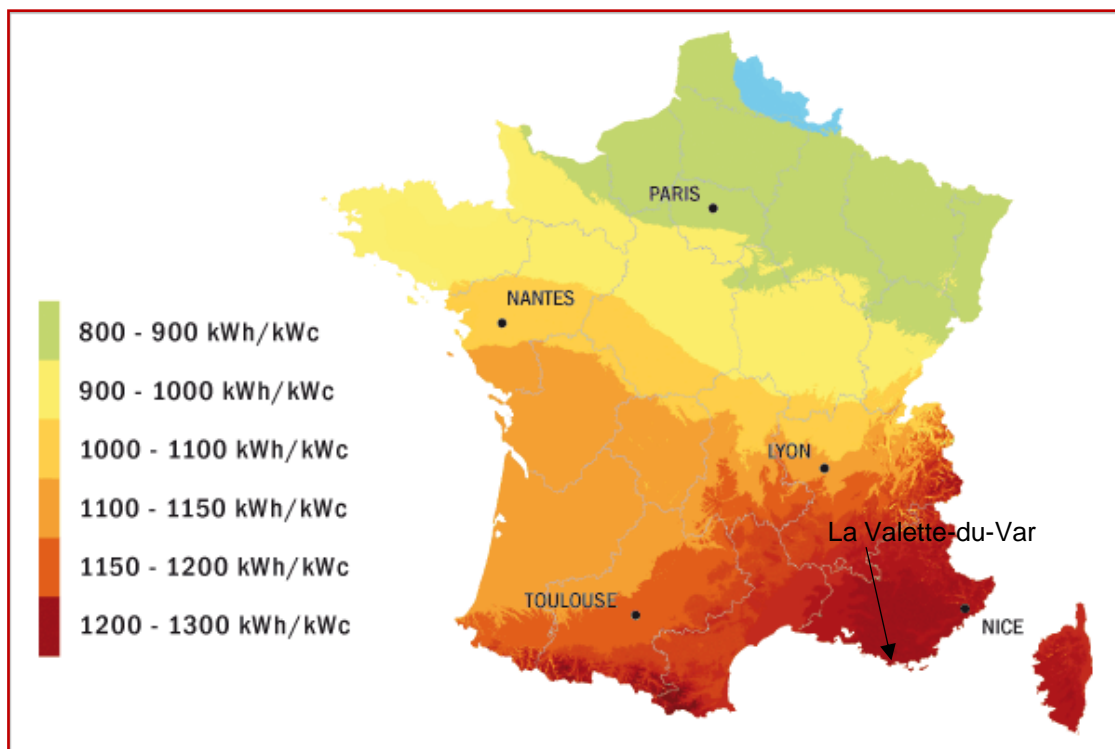 PARIS
NANTES
800 - 900 kWh/kWc
900 - 1000 kWh/kWc
1000 - 1100 kWh/kWc
LYON
1100 - 1150 kWh/kWc
La Valette-du-Var
1150 - 1200 kWh/kWc
TOULOUSE
1200 - 1300 kWh/kWc
NICE